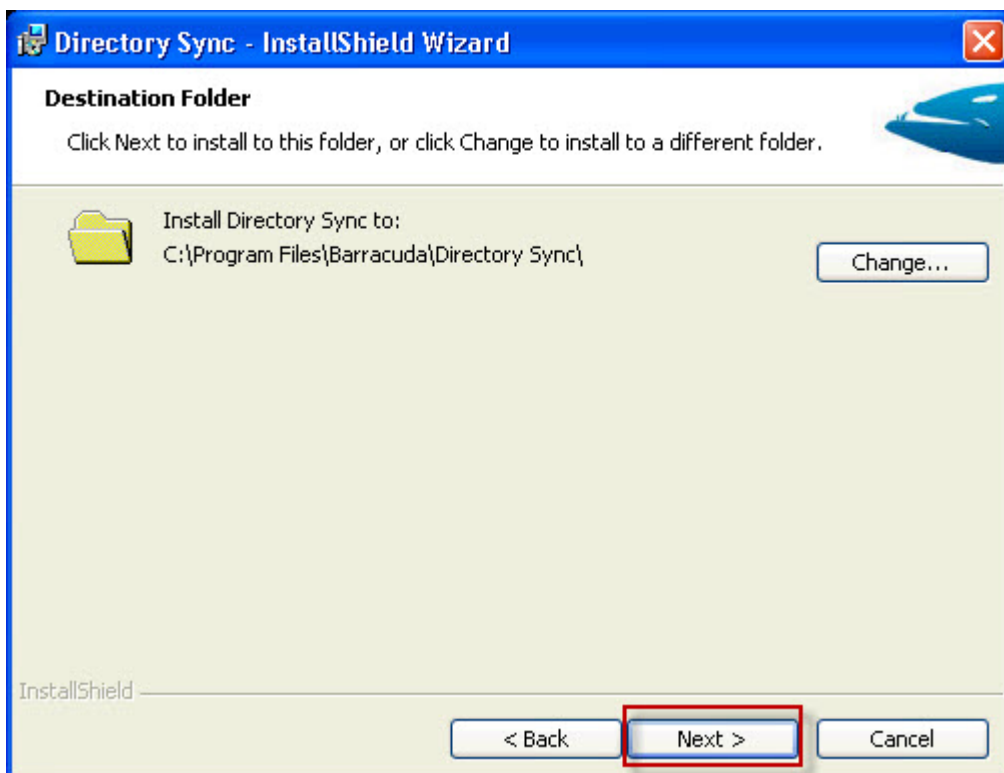 Directory Sync - InstallShield Wizard
Destination Folder
Click Next to install to this folder, or click Change to install to a different folder.
Install Directory Sync to:
C:\Program Files\Barracuda\Directory Sync\
Change...
InstallShield
< Back
Next >
Cancel